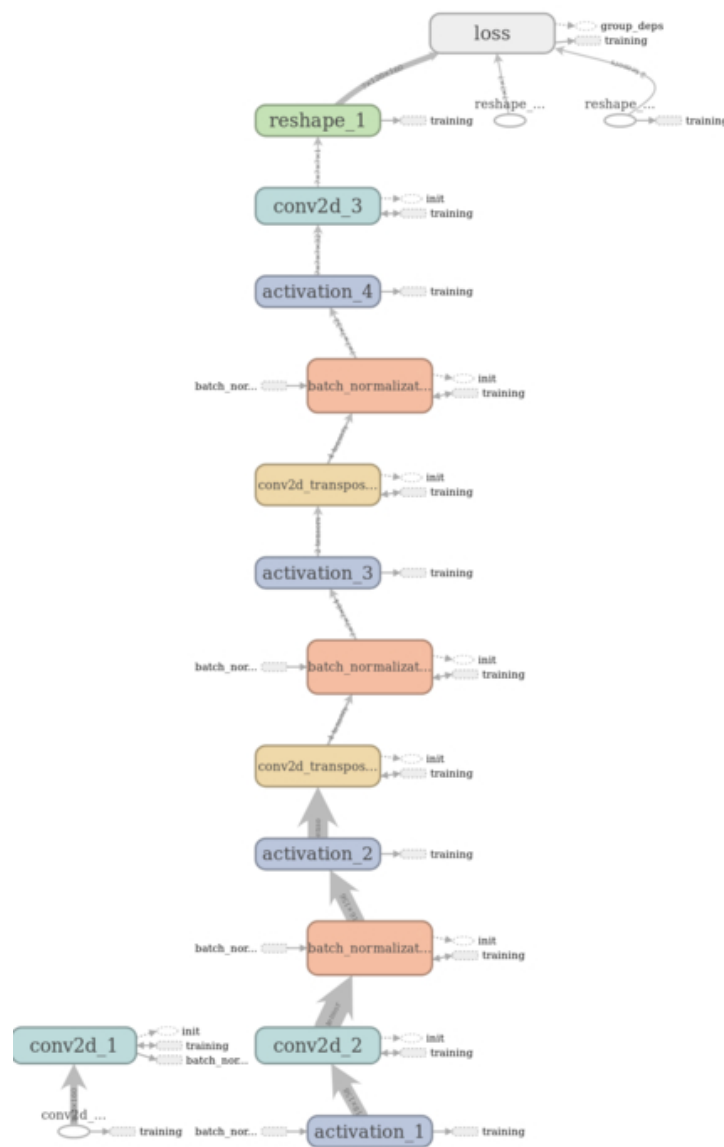 loss
group_deps
training
reshape_...
reshape_...
reshape_1
training
training
conv2d_3
init
training
activation_4
training
batch_nor...
batch_normalizat...
init
training
conv2d_transpos...
init
training
activation_3
training
batch_nor...
batch_normalizat...
init
training
conv2d_transpos...
init
training
activation_2
training
batch_nor...
batch_normalizat...
init
training
conv2d_1
init
training
batch_nor...
conv2d_2
init
training
conv2d_...
training
batch_nor...
activation_1
training